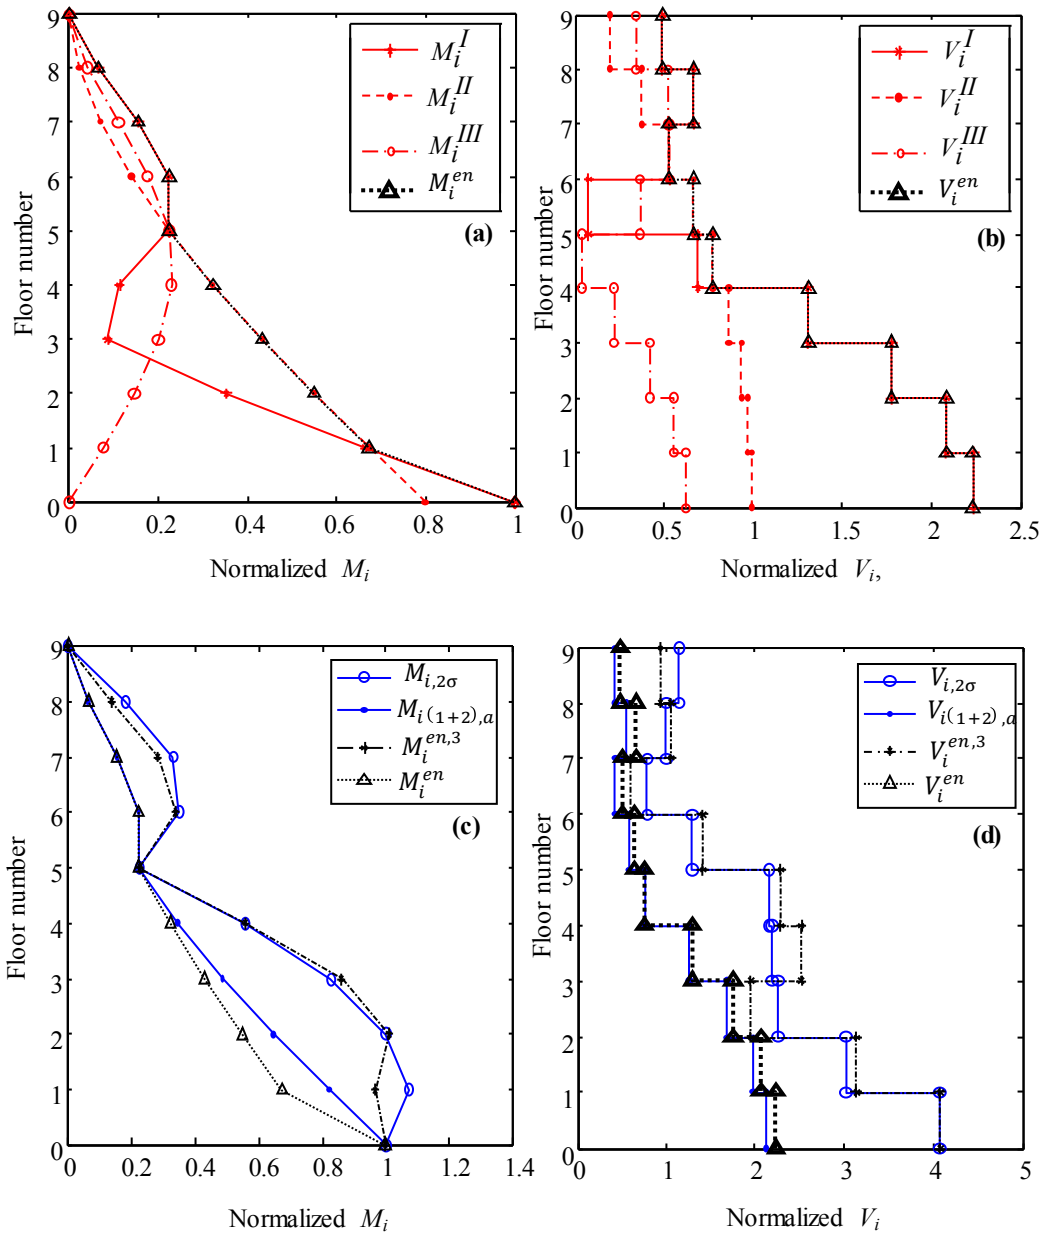 9
8
7
6
5
4
3
2
1
0
Floor number
0 0.2 0.4 0.6 0.8 1
Normalized M_i
M_i^I
M_i^II
M_i^III
M_i^en
(a)
9
8
7
6
5
4
3
2
1
0
Floor number
0 0.5 1 1.5 2 2.5
Normalized V_i,
V_i^I
V_i^II
V_i^III
V_i^en
(b)
9
8
7
6
5
4
3
2
1
0
Floor number
0 0.2 0.4 0.6 0.8 1 1.2 1.4
Normalized M_i
M_i,2σ
M_i(1+2),a
M_i^en,3
M_i^en
(c)
9
8
7
6
5
4
3
2
1
0
Floor number
0 1 2 3 4 5
Normalized V_i
V_i,2σ
V_i(1+2),a
V_i^en,3
V_i^en
(d)